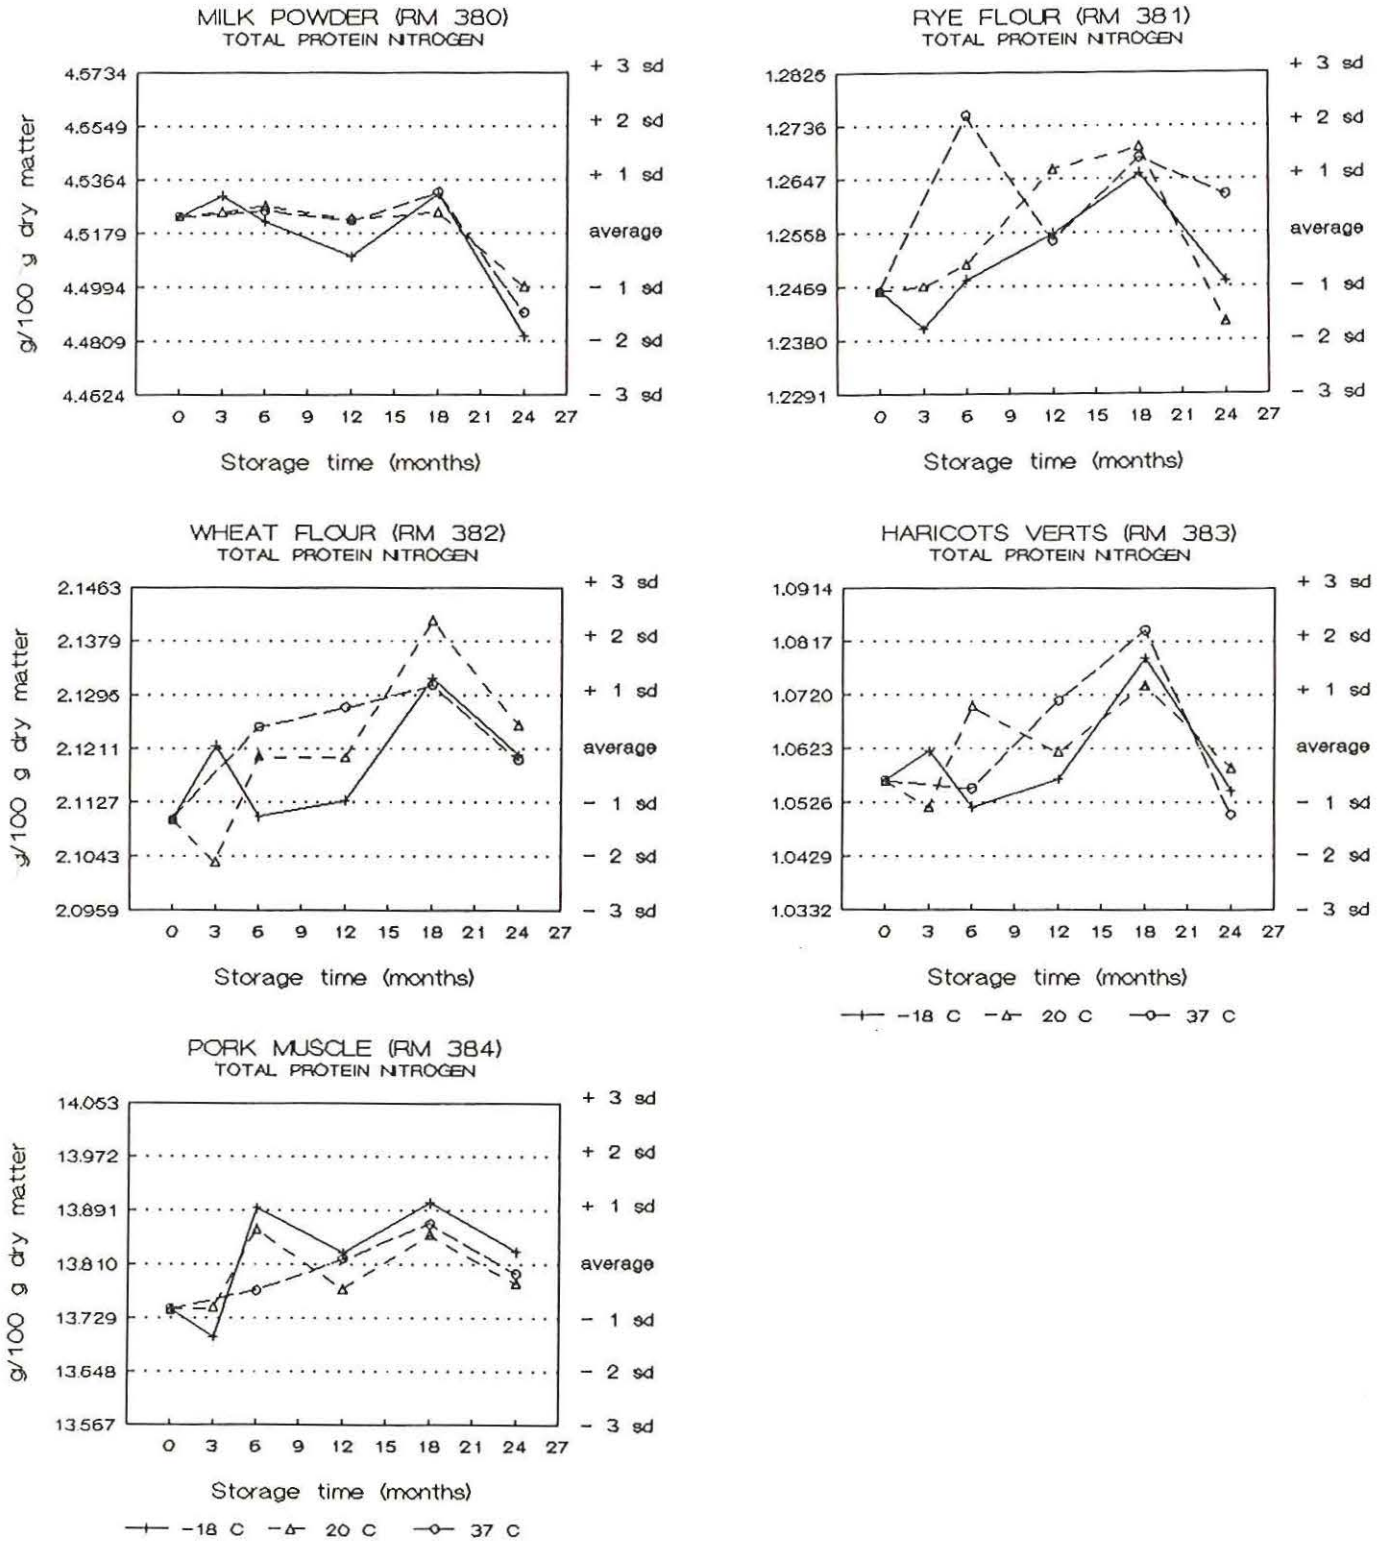 MILK POWDER (RM 380)
TOTAL PROTEIN NITROGEN
g/100 g dry matter
4.5734
4.5549
4.5364
4.5179
4.4994
4.4809
4.4624
+ 3 sd
+ 2 sd
+ 1 sd
average
- 1 sd
- 2 sd
- 3 sd
0 3 6 9 12 15 18 21 24 27
Storage time (months)
RYE FLOUR (RM 381)
TOTAL PROTEIN NITROGEN
1.2825
1.2736
1.2647
1.2558
1.2469
1.2380
1.2291
+ 3 sd
+ 2 sd
+ 1 sd
average
- 1 sd
- 2 sd
- 3 sd
0 3 6 9 12 15 18 21 24 27
Storage time (months)
WHEAT FLOUR (RM 382)
TOTAL PROTEIN NITROGEN
g/100 g dry matter
2.1463
2.1379
2.1295
2.1211
2.1127
2.1043
2.0959
+ 3 sd
+ 2 sd
+ 1 sd
average
- 1 sd
- 2 sd
- 3 sd
0 3 6 9 12 15 18 21 24 27
Storage time (months)
HARICOTS VERTS (RM 383)
TOTAL PROTEIN NITROGEN
1.0914
1.0817
1.0720
1.0623
1.0526
1.0429
1.0332
+ 3 sd
+ 2 sd
+ 1 sd
average
- 1 sd
- 2 sd
- 3 sd
0 3 6 9 12 15 18 21 24 27
Storage time (months)
-18 C 20 C 37 C
PORK MUSCLE (RM 384)
TOTAL PROTEIN NITROGEN
g/100 g dry matter
14.053
13.972
13.891
13.810
13.729
13.648
13.567
+ 3 sd
+ 2 sd
+ 1 sd
average
- 1 sd
- 2 sd
- 3 sd
0 3 6 9 12 15 18 21 24 27
Storage time (months)
-18 C 20 C 37 C